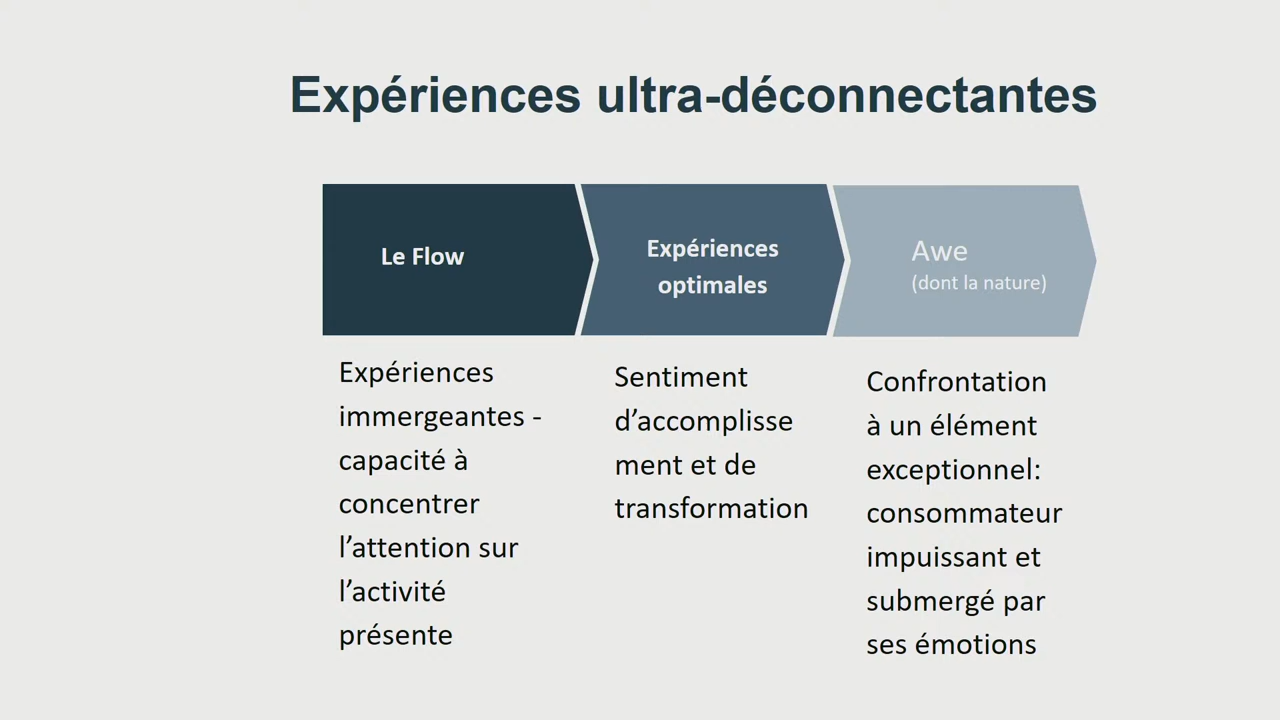 Expériences ultra-déconnectantes
Le Flow
Expériences
optimales
Awe
(dont la nature)
Expériences
immergeantes -
capacité à
concentrer
l’attention sur
l’activité
présente
Sentiment
d’accomplisse
ment et de
transformation
Confrontation
à un élément
exceptionnel:
consommateur
impuissant et
submergé par
ses émotions